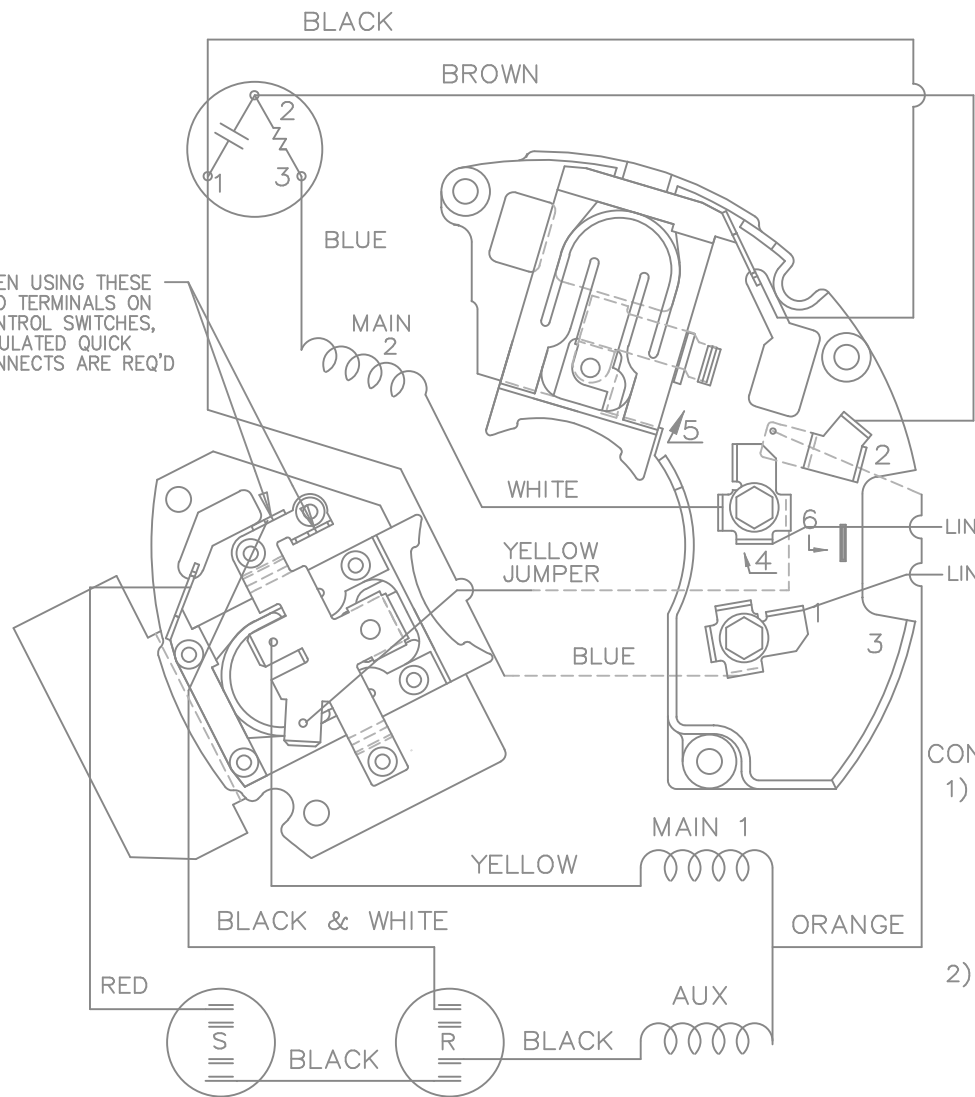 BLACK
BROWN
2
1
3
BLUE
EN USING THESE
O TERMINALS ON
NTROL SWITCHES,
ULATED QUICK
NNECTS ARE REQ'D
MAIN
2
5
2
WHITE
6
LIN
4
YELLOW
JUMPER
LIN
1
3
BLUE
CON
1)
MAIN 1
YELLOW
BLACK & WHITE
ORANGE
2)
RED
AUX
S
R
BLACK
BLACK